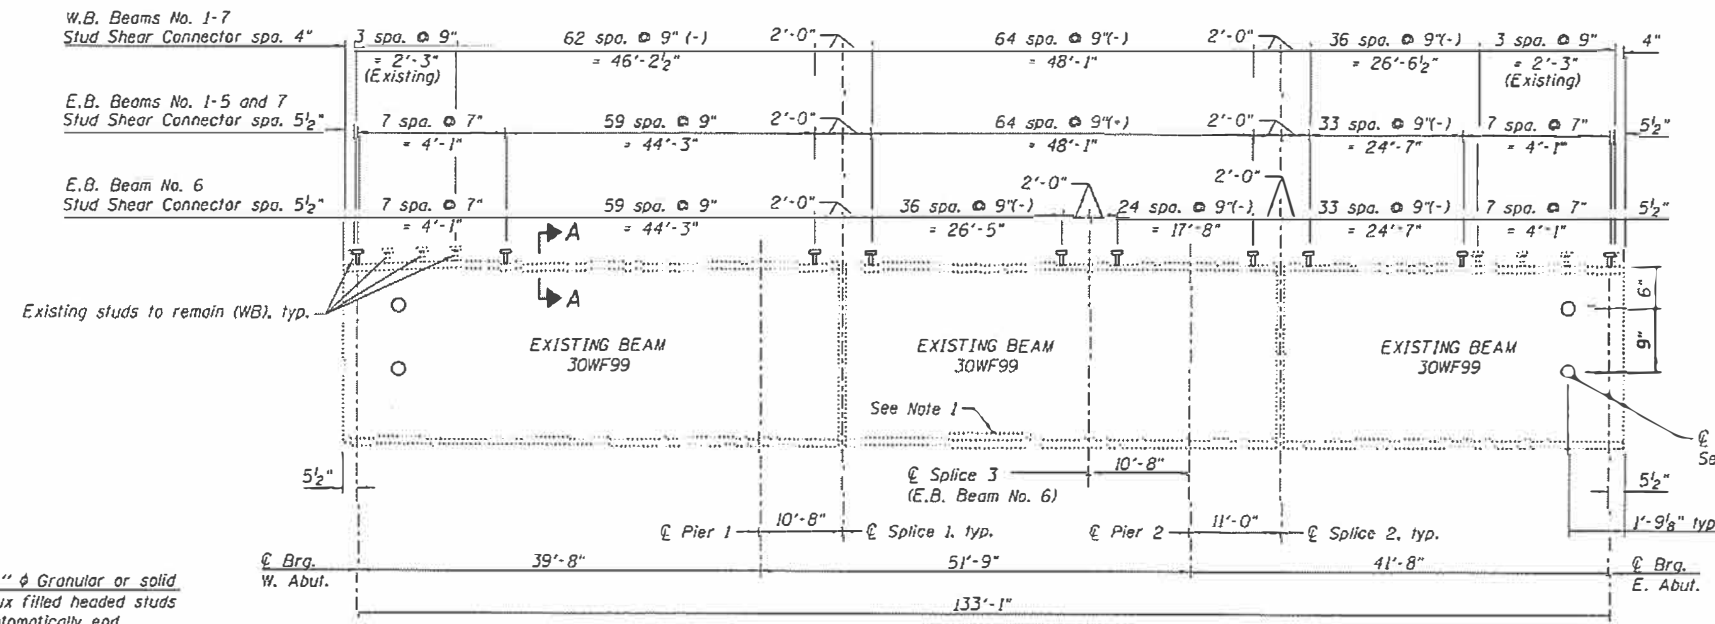 W.B. Beams No. 1-7
Stud Shear Connector spa. 4"
3 spa. @ 9"
= 2'-3"
(Existing)
62 spa. @ 9" (-)
= 46'-2½"
2'-0"
64 spa. @ 9"(-)
= 48'-1"
2'-0"
36 spa. @ 9"(-)
= 26'-6½"
3 spa. @ 9"
= 2'-3"
(Existing)
4"
E.B. Beams No. 1-5 and 7
Stud Shear Connector spa. 5½"
7 spa. @ 7"
= 4'-1"
59 spa. @ 9"
= 44'-3"
2'-0"
64 spa. @ 9"(+)
= 48'-1"
2'-0"
33 spa. @ 9"(-)
= 24'-7"
7 spa. @ 7"
= 4'-1"
5½"
E.B. Beam No. 6
Stud Shear Connector spa. 5½"
7 spa. @ 7"
= 4'-1"
59 spa. @ 9"
= 44'-3"
2'-0"
36 spa. @ 9"(-)
= 26'-5"
2'-0"
24 spa. @ 9"(-)
= 17'-8"
2'-0"
33 spa. @ 9"(-)
= 24'-7"
7 spa. @ 7"
= 4'-1"
5½"
A
A
Existing studs to remain (WB), typ.
EXISTING BEAM
30WF99
EXISTING BEAM
30WF99
EXISTING BEAM
30WF99
6"
9"
See Note 1
℄
Se
5½"
℄ Splice 3
(E.B. Beam No. 6)
10'-8"
5½"
℄ Pier 1
10'-8"
℄ Splice 1, typ.
℄ Pier 2
11'-0"
℄ Splice 2, typ.
1'-9⅛" typ
℄ Brg.
W. Abut.
39'-8"
51'-9"
41'-8"
℄ Brg.
E. Abut.
133'-1"
" ϕ Granular or solid
ux filled headed studs
tomatically end